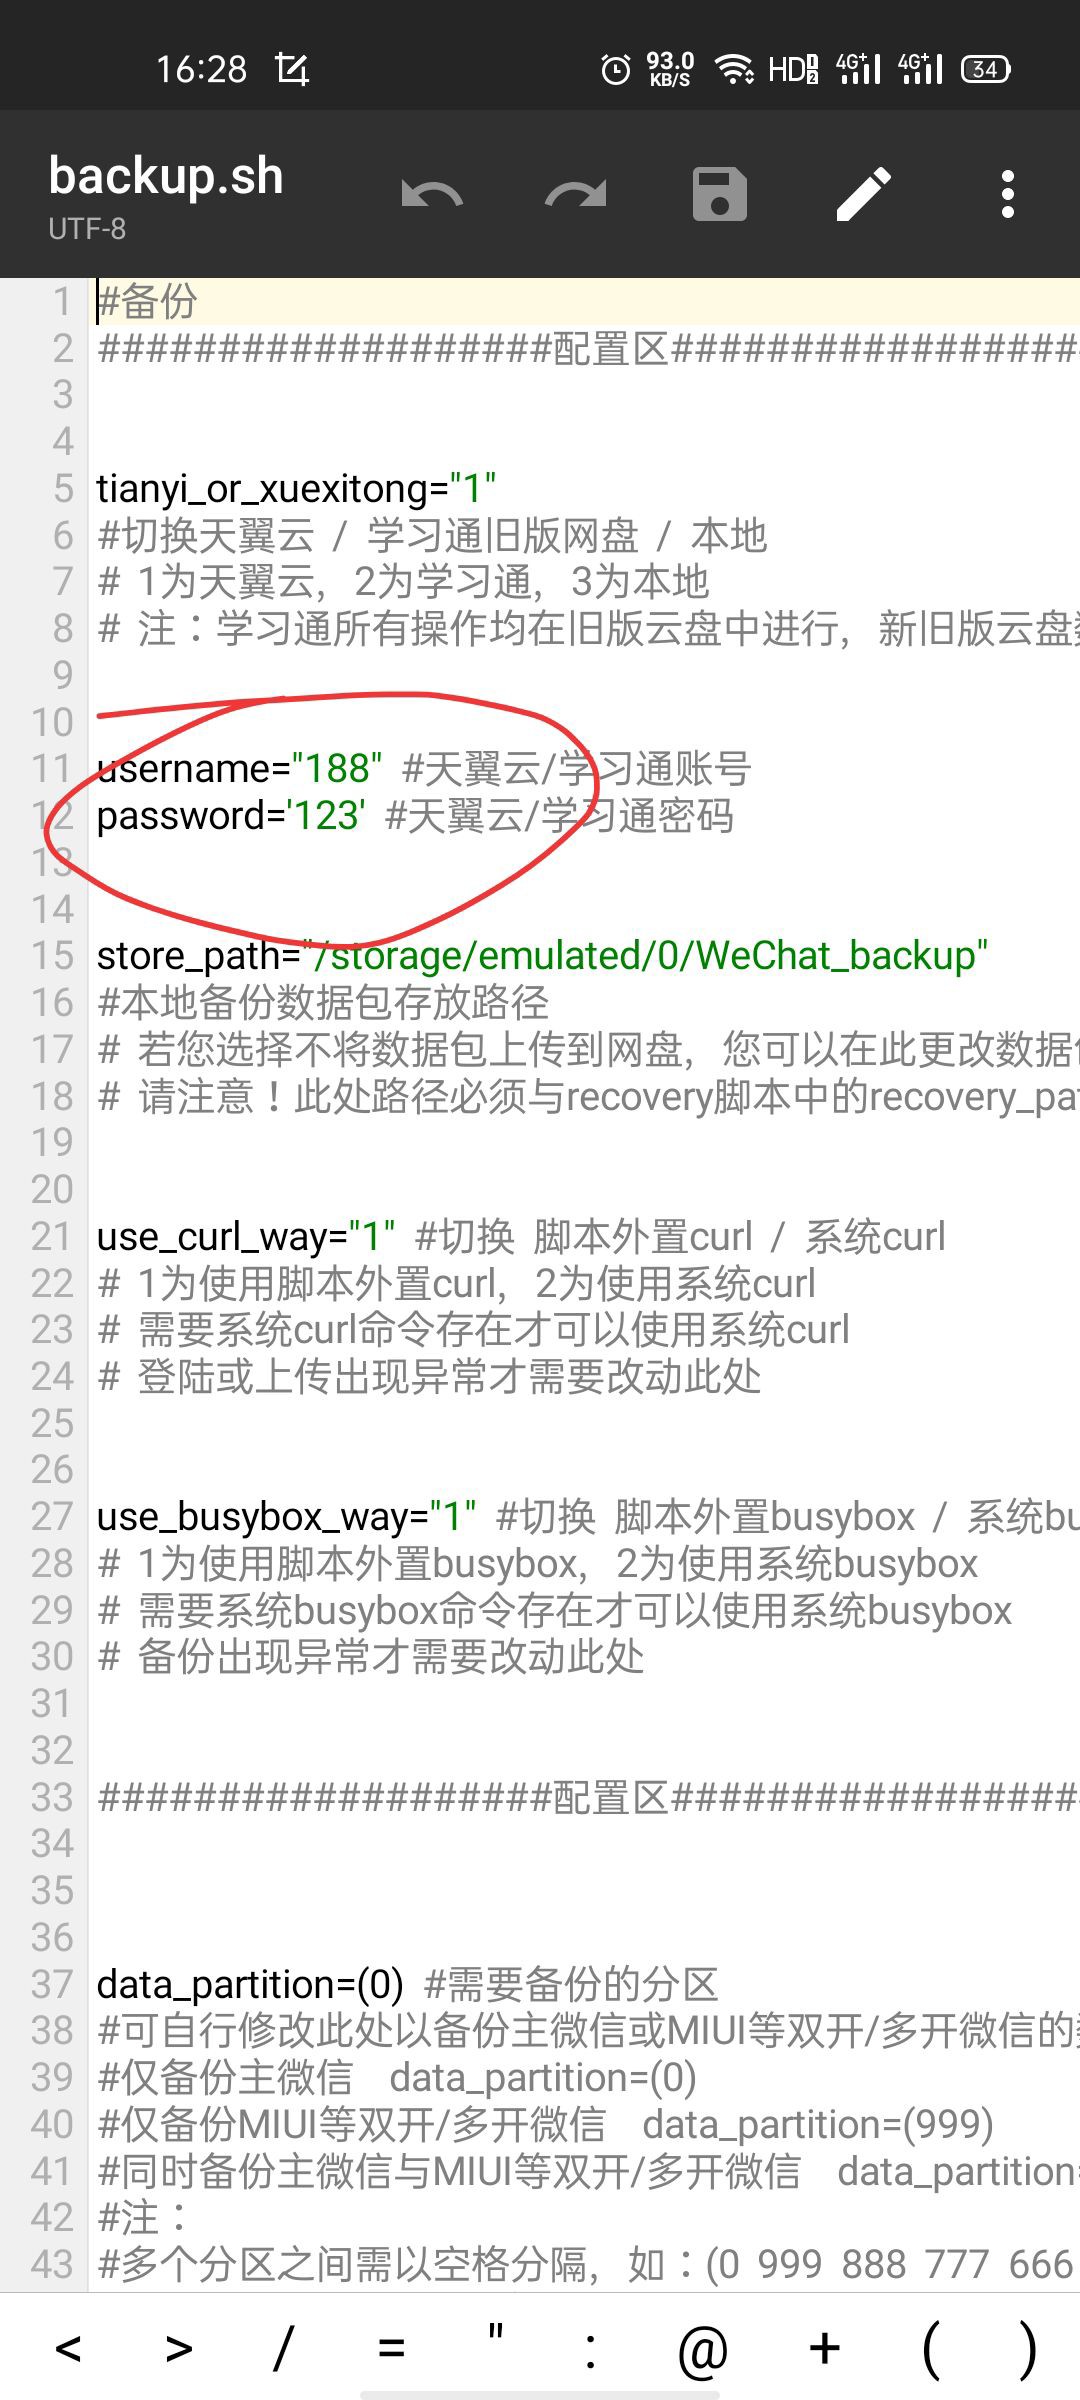 16:28 93.0 KB/S HD 1 2 4G+ 4G+ 34
backup.sh
UTF-8
1 #备份
2 ###################配置区#################
3
4
5 tianyi_or_xuexitong="1"
6 #切换天翼云 / 学习通旧版网盘 / 本地
7 # 1为天翼云，2为学习通，3为本地
8 # 注：学习通所有操作均在旧版云盘中进行，新旧版云盘
9
10
11 username="188" #天翼云/学习通账号
12 password='123' #天翼云/学习通密码
13
14
15 store_path="/storage/emulated/0/WeChat_backup"
16 #本地备份数据包存放路径
17 # 若您选择不将数据包上传到网盘，您可以在此更改数据
18 # 请注意！此处路径必须与recovery脚本中的recovery_pa
19
20
21 use_curl_way="1" #切换 脚本外置curl / 系统curl
22 # 1为使用脚本外置curl，2为使用系统curl
23 # 需要系统curl命令存在才可以使用系统curl
24 # 登陆或上传出现异常才需要改动此处
25
26
27 use_busybox_way="1" #切换 脚本外置busybox / 系统bu
28 # 1为使用脚本外置busybox，2为使用系统busybox
29 # 需要系统busybox命令存在才可以使用系统busybox
30 # 备份出现异常才需要改动此处
31
32
33 ###################配置区#################
34
35
36
37 data_partition=(0) #需要备份的分区
38 #可自行修改此处以备份主微信或MIUI等双开/多开微信的
39 #仅备份主微信 data_partition=(0)
40 #仅备份MIUI等双开/多开微信 data_partition=(999)
41 #同时备份主微信与MIUI等双开/多开微信 data_partition=
42 #注：
43 #多个分区之间需以空格分隔，如：(0 999 888 777 666
< > / = " : @ + ( )